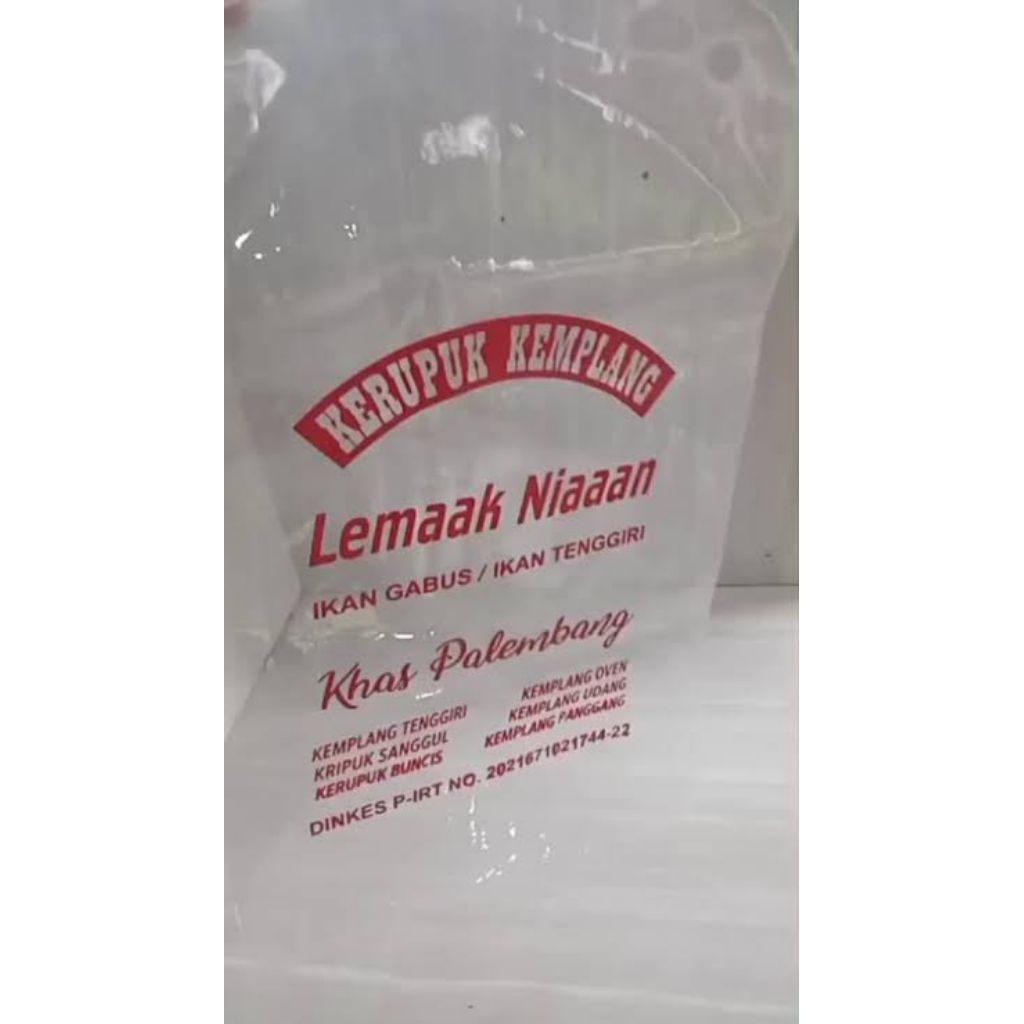 KERUPUK KEMPLANG
Lemaak Niaaan
IKAN GABUS / IKAN TENGGIRI
Khas Palembang
KEMPLANG TENGGIRI
KRIPUK SANGGUL
KERUPUK BUNCIS
KEMPLANG OVEN
KEMPLANG UDANG
KEMPLANG PANGGANG
DINKES P-IRT NO. 2021671021744-22